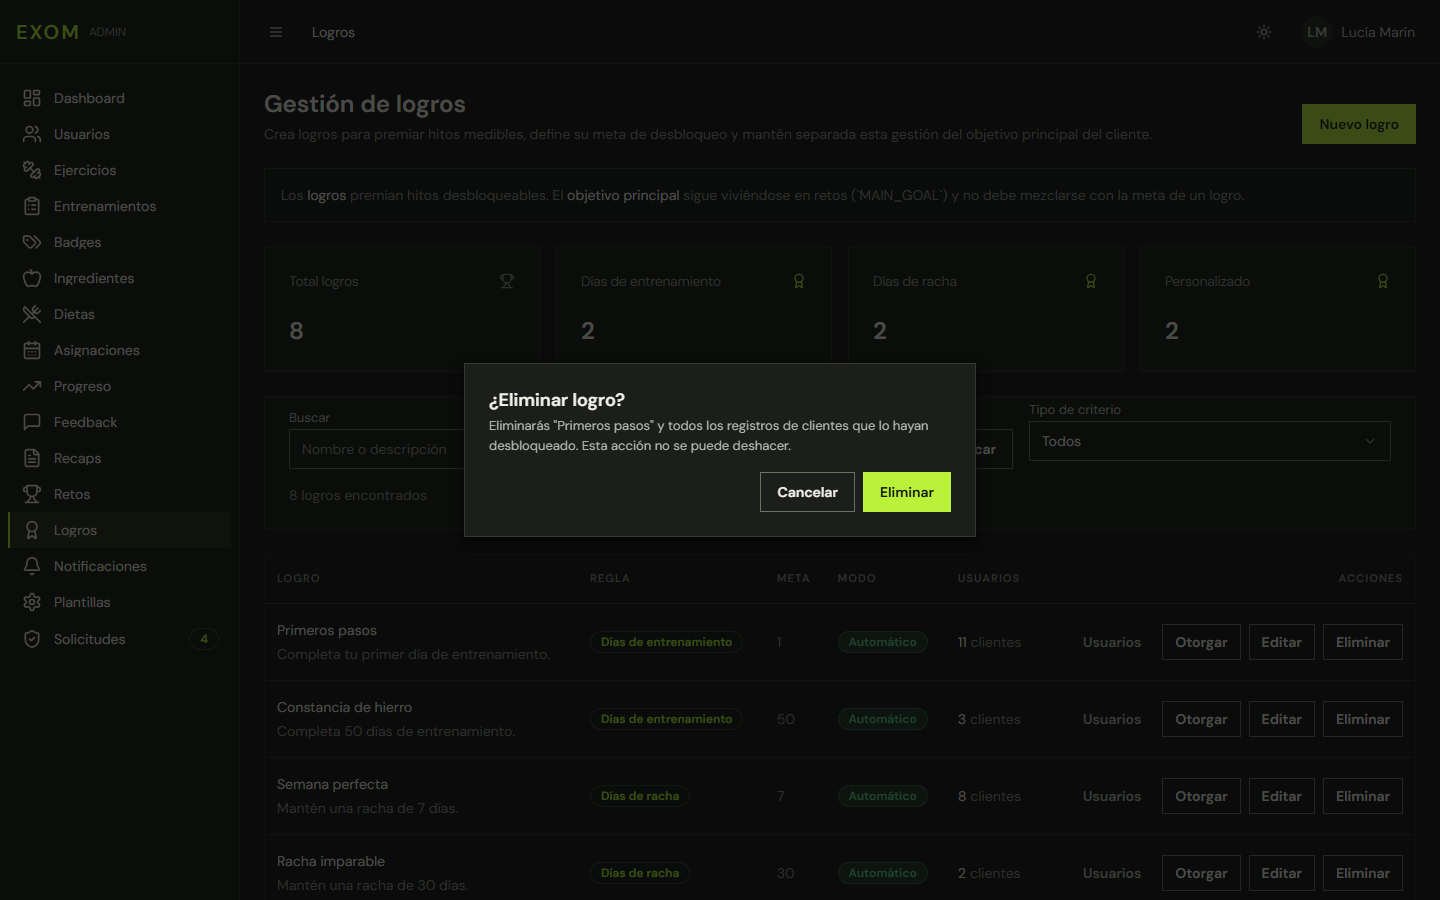 EXOM ADMIN
Logros
LM Lucía Marín
Dashboard
Usuarios
Ejercicios
Entrenamientos
Badges
Ingredientes
Dietas
Asignaciones
Progreso
Feedback
Recaps
Retos
Logros
Notificaciones
Plantillas
Solicitudes 4
Gestión de logros
Crea logros para premiar hitos medibles, define su meta de desbloqueo y mantén separada esta gestión del objetivo principal del cliente.
Nuevo logro
Los logros premian hitos desbloqueables. El objetivo principal sigue viviéndose en retos (`MAIN_GOAL`) y no debe mezclarse con la meta de un logro.
Total logros
8
Días de entrenamiento
2
Días de racha
2
Personalizado
2
Buscar
Nombre o descripción
car
8 logros encontrados
Tipo de criterio
Todos
¿Eliminar logro?
Eliminarás "Primeros pasos" y todos los registros de clientes que lo hayan
desbloqueado. Esta acción no se puede deshacer.
Cancelar Eliminar
LOGRO REGLA META MODO USUARIOS ACCIONES
Primeros pasos
Completa tu primer día de entrenamiento.
Días de entrenamiento 1 Automático 11 clientes Usuarios Otorgar Editar Eliminar
Constancia de hierro
Completa 50 días de entrenamiento.
Días de entrenamiento 50 Automático 3 clientes Usuarios Otorgar Editar Eliminar
Semana perfecta
Mantén una racha de 7 días.
Días de racha 7 Automático 8 clientes Usuarios Otorgar Editar Eliminar
Racha imparable
Mantén una racha de 30 días.
Días de racha 30 Automático 2 clientes Usuarios Otorgar Editar Eliminar